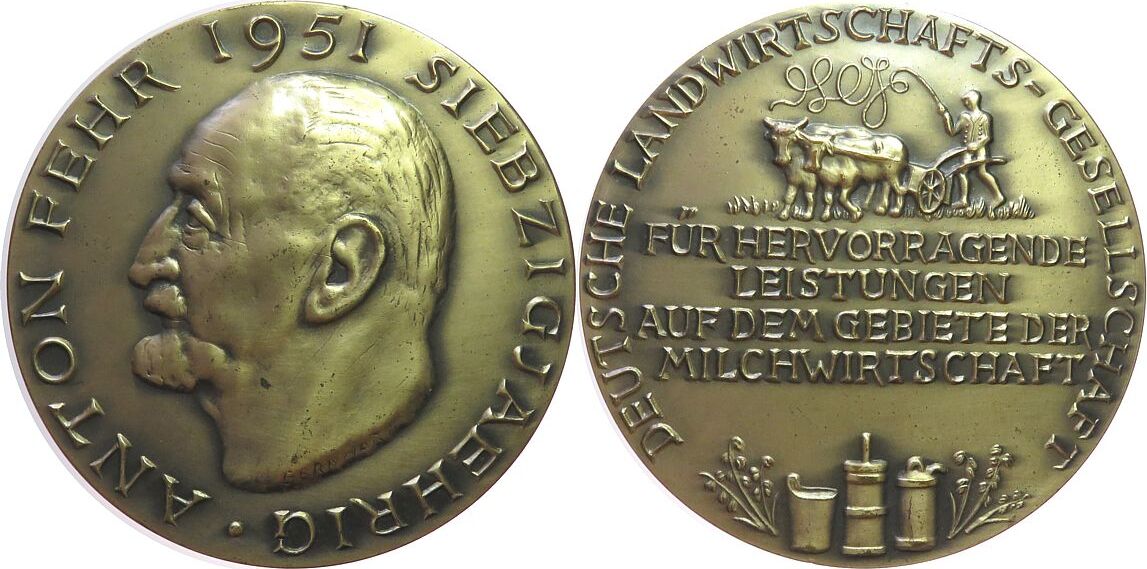 ANTON FEHR 1951 SIEBZIGJAEHRIG ·
DEUTSCHE LANDWIRTSCHAFTS-GESELLSCHAFT
FÜR HERVORRAGENDE
LEISTUNGEN
AUF DEM GEBIETE DER
MILCHWIRTSCHAFT